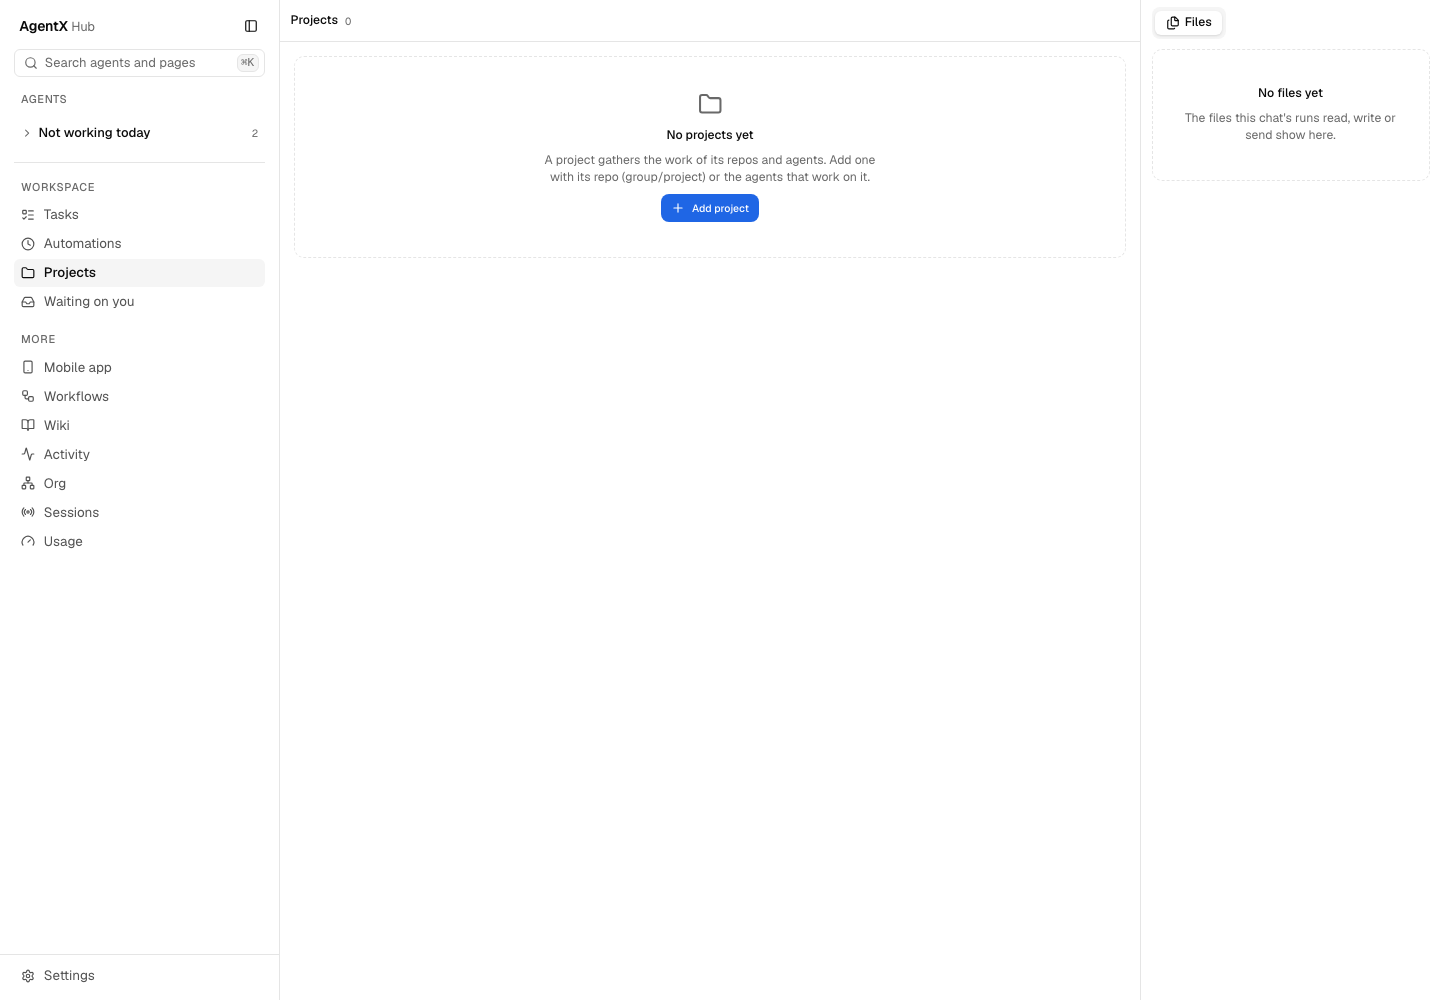 AgentX Hub
Search agents and pages
⌘K
AGENTS
Not working today
2
WORKSPACE
Tasks
Automations
Projects
Waiting on you
MORE
Mobile app
Workflows
Wiki
Activity
Org
Sessions
Usage
Settings
Projects 0
No projects yet
A project gathers the work of its repos and agents. Add one
with its repo (group/project) or the agents that work on it.
Add project
Files
No files yet
The files this chat's runs read, write or
send show here.